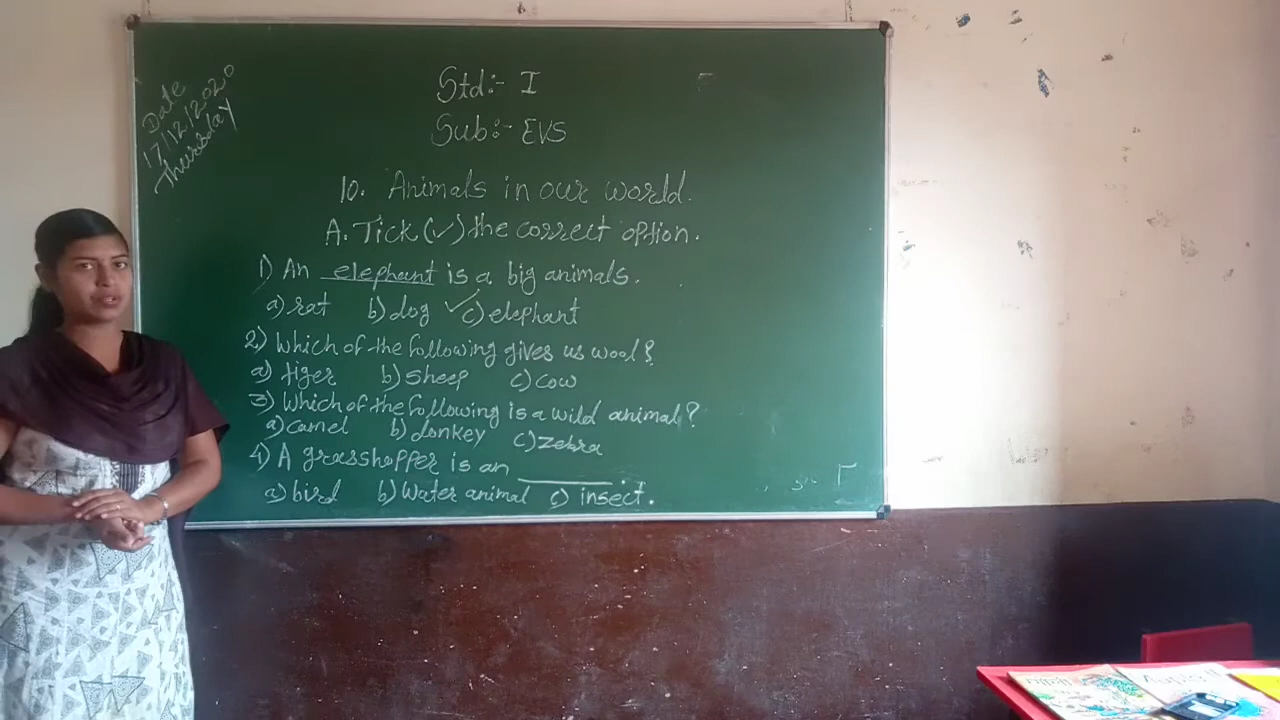 Date
17/12/2020
Thursday
Std:- I
Sub:- EVS
10. Animals in our world.
A. Tick (✓) the correct option.
1) An elephant is a big animals.
a) rat b) dog ✓ c) elephant
2) Which of the following gives us wool?
a) tiger b) sheep c) cow
3) Which of the following is a wild animal?
a) camel b) donkey c) zebra
4) A grasshopper is an ________.
a) bird b) water animal c) insect.